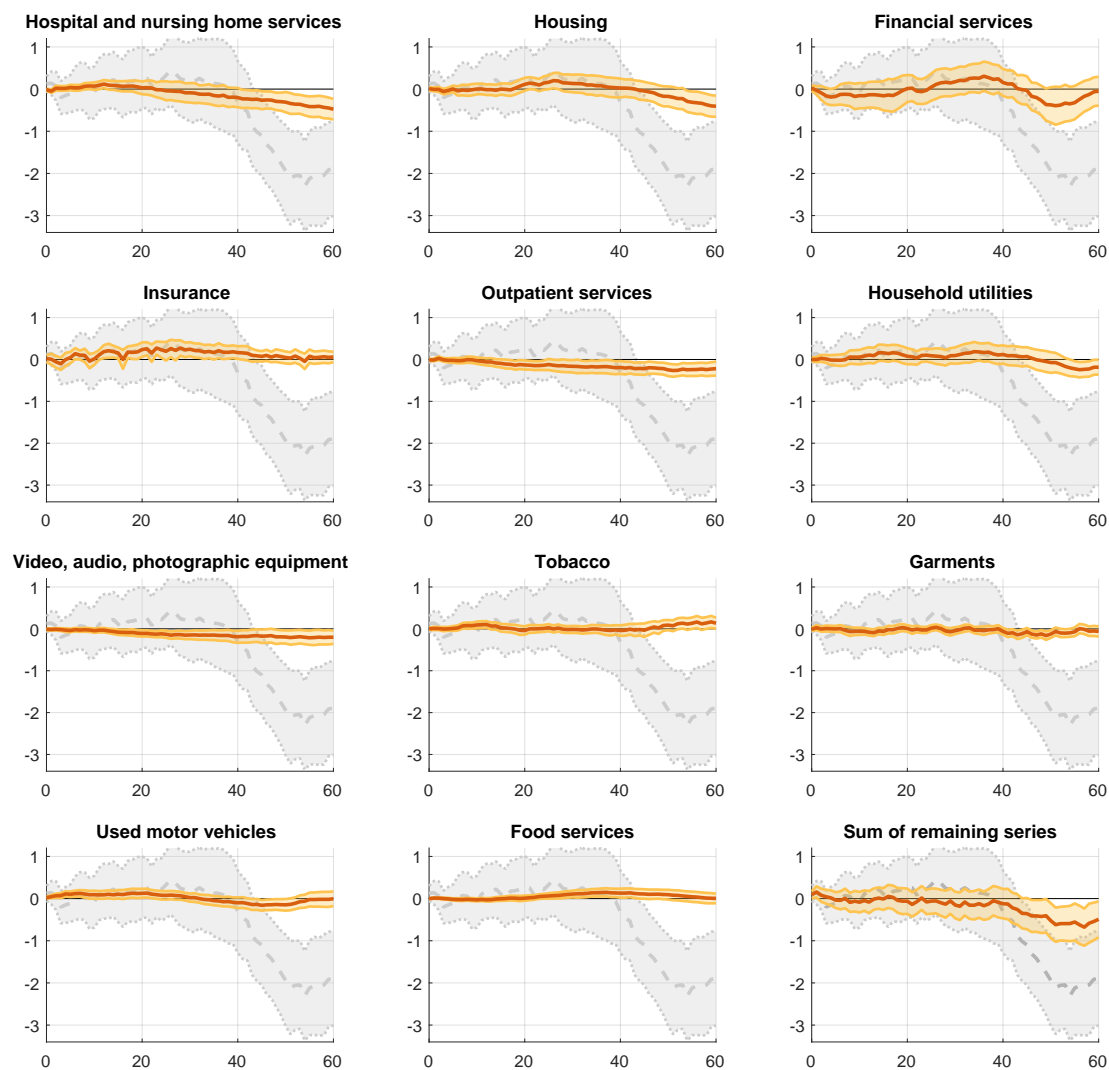 Hospital and nursing home services Housing Financial services
1 1 1
0 0 0
-1 -1 -1
-2 -2 -2
-3 -3 -3
0 20 40 60 0 20 40 60 0 20 40 60
Insurance Outpatient services Household utilities
1 1 1
0 0 0
-1 -1 -1
-2 -2 -2
-3 -3 -3
0 20 40 60 0 20 40 60 0 20 40 60
Video, audio, photographic equipment Tobacco Garments
1 1 1
0 0 0
-1 -1 -1
-2 -2 -2
-3 -3 -3
0 20 40 60 0 20 40 60 0 20 40 60
Used motor vehicles Food services Sum of remaining series
1 1 1
0 0 0
-1 -1 -1
-2 -2 -2
-3 -3 -3
0 20 40 60 0 20 40 60 0 20 40 60